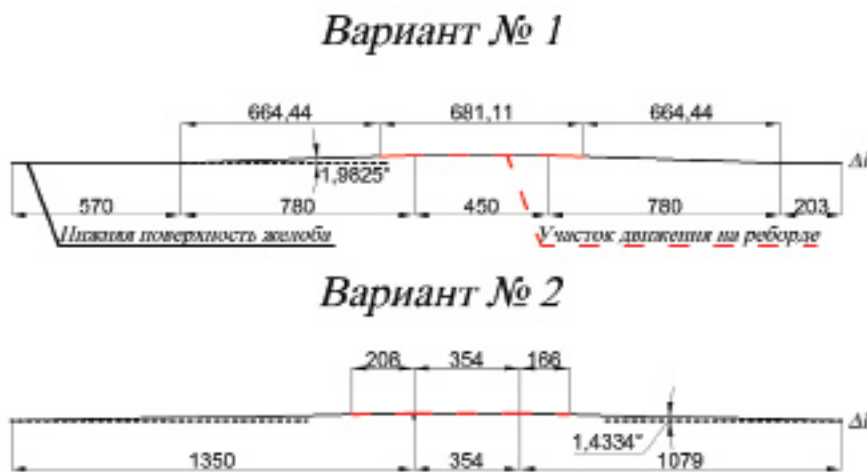 Вариант № 1
664,44 681,11 664,44
1,9825°
570 780 450 780 203
Нижняя поверхность желоба Участок движения на реборде
Вариант № 2
206 354 166
1,4334°
1350 354 1079